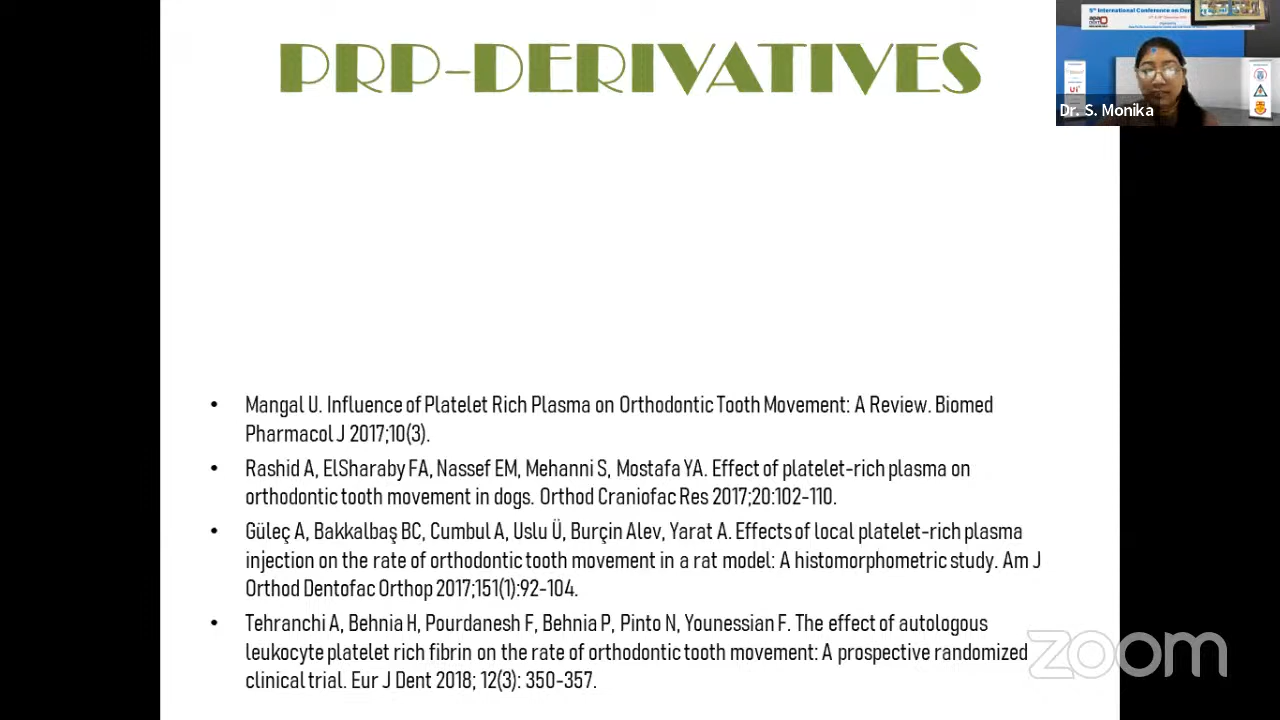 PRP-DERIVATIVES
5th International Conference on Den
Dr. S. Monika
• Mangal U. Influence of Platelet Rich Plasma on Orthodontic Tooth Movement: A Review. Biomed
Pharmacol J 2017;10(3).
• Rashid A, ElSharaby FA, Nassef EM, Mehanni S, Mostafa YA. Effect of platelet-rich plasma on
orthodontic tooth movement in dogs. Orthod Craniofac Res 2017;20:102-110.
• Güleç A, Bakkalbaş BC, Cumbul A, Uslu Ü, Burçin Alev, Yarat A. Effects of local platelet-rich plasma
injection on the rate of orthodontic tooth movement in a rat model: A histomorphometric study. Am J
Orthod Dentofac Orthop 2017;151(1):92-104.
• Tehranchi A, Behnia H, Pourdanesh F, Behnia P, Pinto N, Younessian F. The effect of autologous
leukocyte platelet rich fibrin on the rate of orthodontic tooth movement: A prospective randomized
clinical trial. Eur J Dent 2018; 12(3): 350-357.
zoom